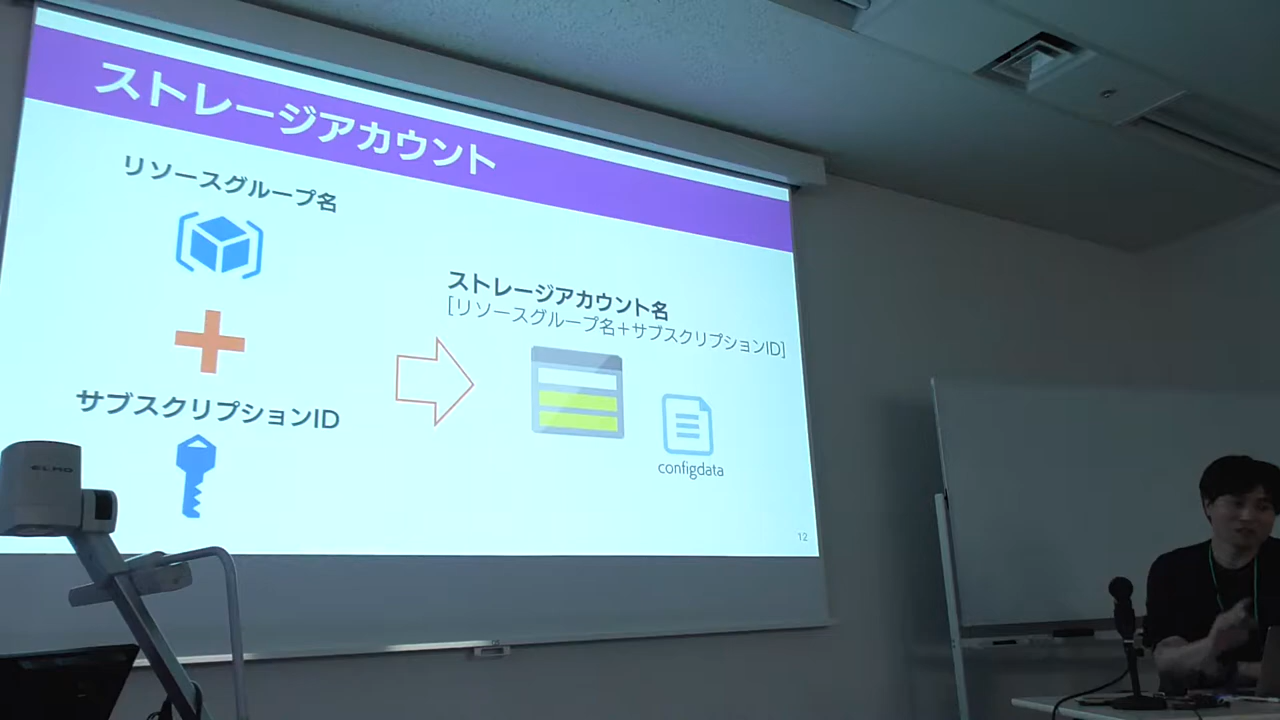 ストレージアカウント
リソースグループ名
サブスクリプションID
ストレージアカウント名
[リソースグループ名+サブスクリプションID]
configdata
12
ELMO